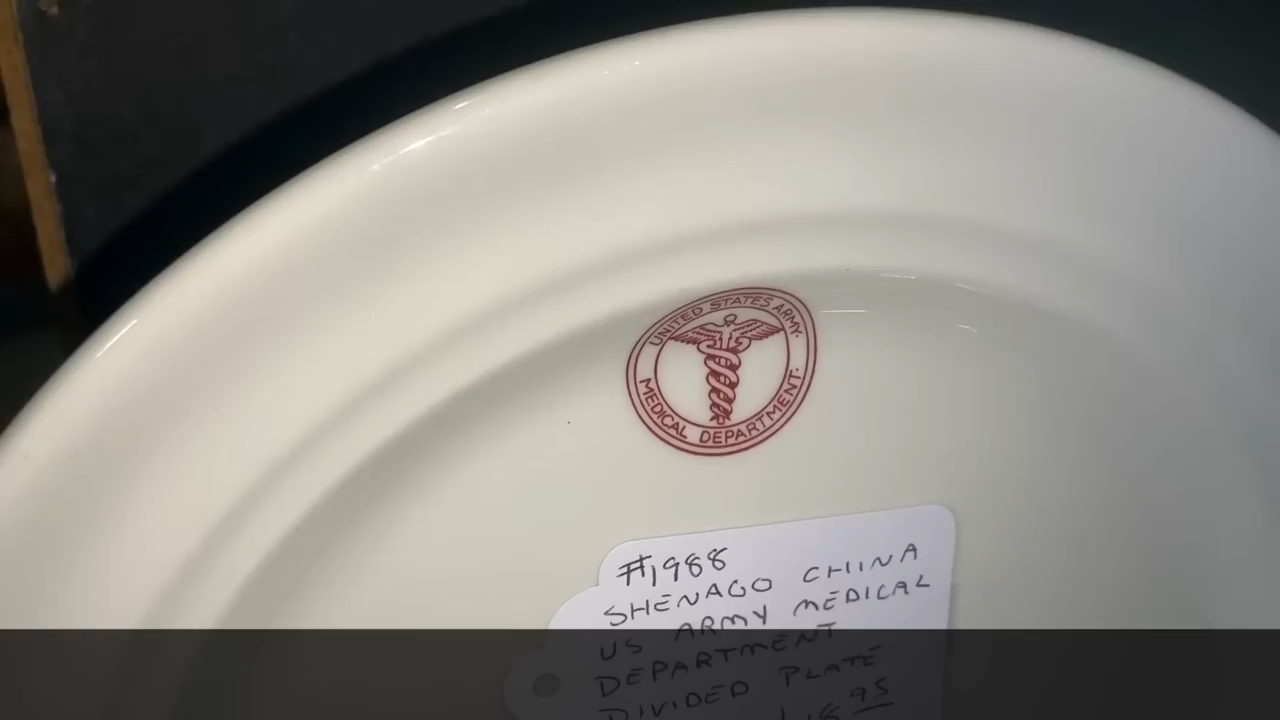 UNITED STATES ARMY.
MEDICAL DEPARTMENT.
#1988
SHENAGO CHINA
US ARMY MEDICAL
DEPARTMENT
DIVIDED PLATE